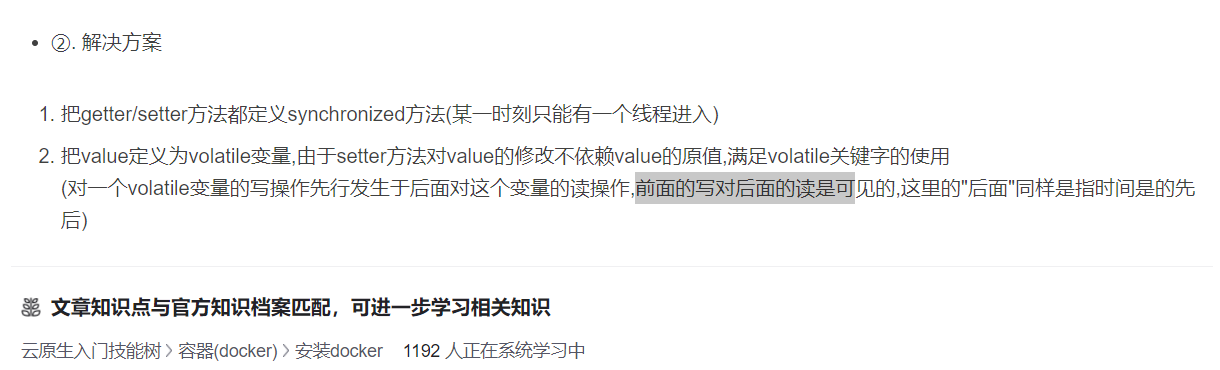 • ②. 解决方案
1. 把getter/setter方法都定义synchronized方法(某一时刻只能有一个线程进入)
2. 把value定义为volatile变量,由于setter方法对value的修改不依赖value的原值,满足volatile关键字的使用
(对一个volatile变量的写操作先行发生于后面对这个变量的读操作,前面的写对后面的读是可见的,这里的"后面"同样是指时间是的先
后)
文章知识点与官方知识档案匹配，可进一步学习相关知识
云原生入门技能树 > 容器(docker) > 安装docker 1192 人正在系统学习中